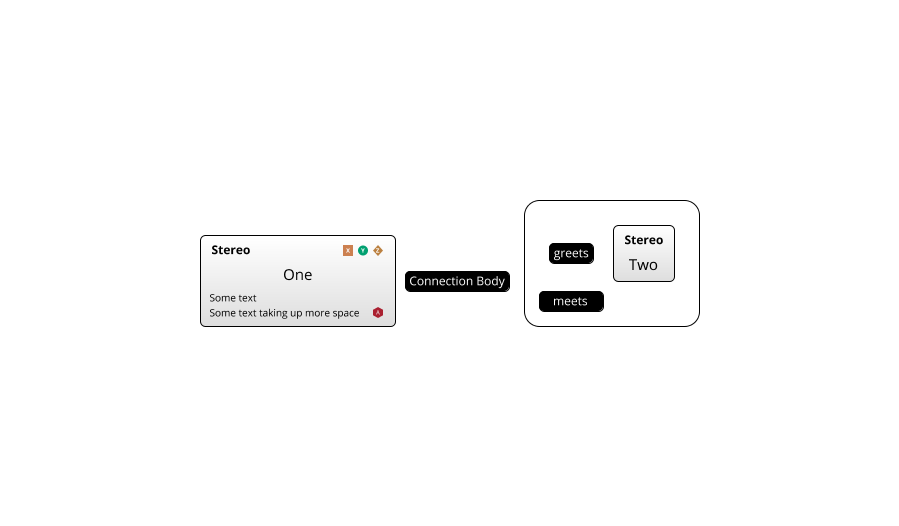 Stereo X Y Z
One
Some text
Some text taking up more space A
Connection Body
greets
meets
Stereo
Two